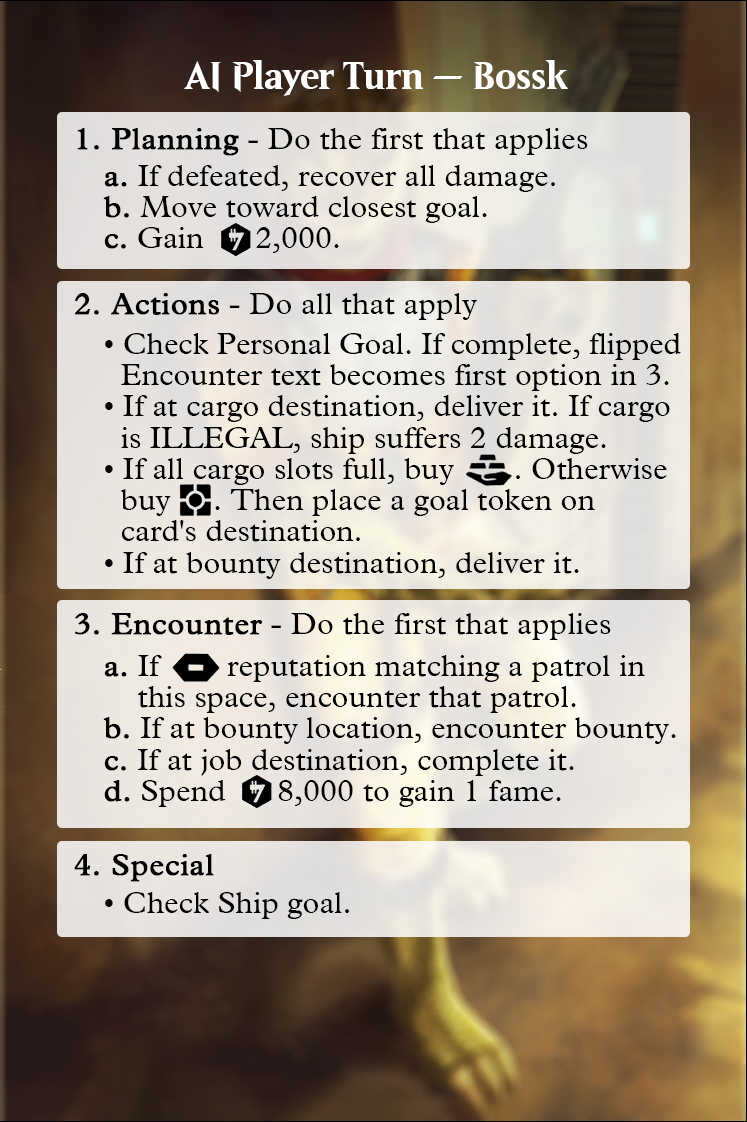 AI Player Turn — Bossk
1. Planning - Do the first that applies
a. If defeated, recover all damage.
b. Move toward closest goal.
c. Gain 2,000.
2. Actions - Do all that apply
• Check Personal Goal. If complete, flipped
Encounter text becomes first option in 3.
• If at cargo destination, deliver it. If cargo
is ILLEGAL, ship suffers 2 damage.
• If all cargo slots full, buy . Otherwise
buy . Then place a goal token on
card's destination.
• If at bounty destination, deliver it.
3. Encounter - Do the first that applies
a. If reputation matching a patrol in
this space, encounter that patrol.
b. If at bounty location, encounter bounty.
c. If at job destination, complete it.
d. Spend 8,000 to gain 1 fame.
4. Special
• Check Ship goal.